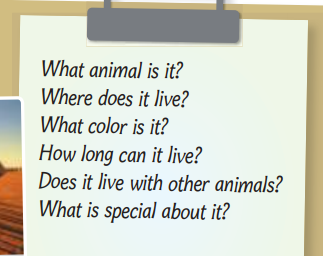 What animal is it?
Where does it live?
What color is it?
How long can it live?
Does it live with other animals?
What is special about it?